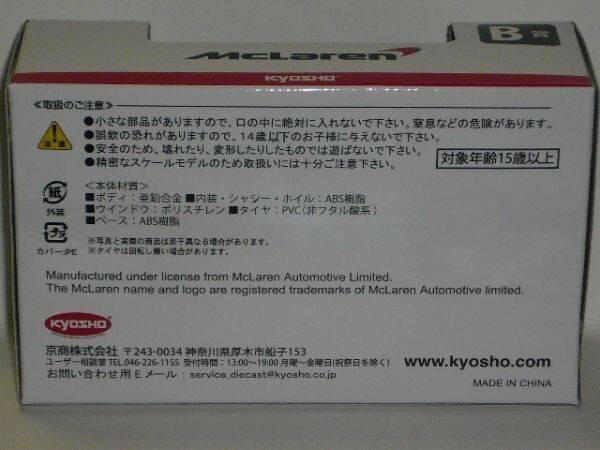 B賞
McLaren
KYOSHO
≪取扱のご注意≫
注意
●小さな部品がありますので、口の中に絶対に入れないで下さい。窒息などの危険があります。
●誤飲の恐れがありますので、14歳以下のお子様に与えないで下さい。
●安全のため、壊れたり、変形したりしたもので は遊ばないで下さい。
●精密なスケールモデルのため取扱いには十分ご注意下さい。
対象年齢15歳以上
紙
外装
プラ
カバー:PE
＜本体材質＞
■ボディ：亜鉛合金 ■内装・シャシー・ホイル：ABS樹脂
■ウインドウ：ポリスチレン ■タイヤ：PVC(非フタル酸系)
■ベース：ABS樹脂
※写真と実際の商品は若干異なる場合があります。
※タイヤは回転し難い場合があります。
Manufactured under license from McLaren Automotive Limited.
The McLaren name and logo are registered trademarks of McLaren Automotive limited.
KYOSHO
京商株式会社 〒243-0034 神奈川県厚木市船子153
ユーザー相談室 TEL.046-226-1155 受付時間：13:00〜19:00 月曜〜金曜日(祝祭日を除く)
お問い合わせ用Eメール：service_diecast@kyosho.co.jp
www.kyosho.com
MADE IN CHINA